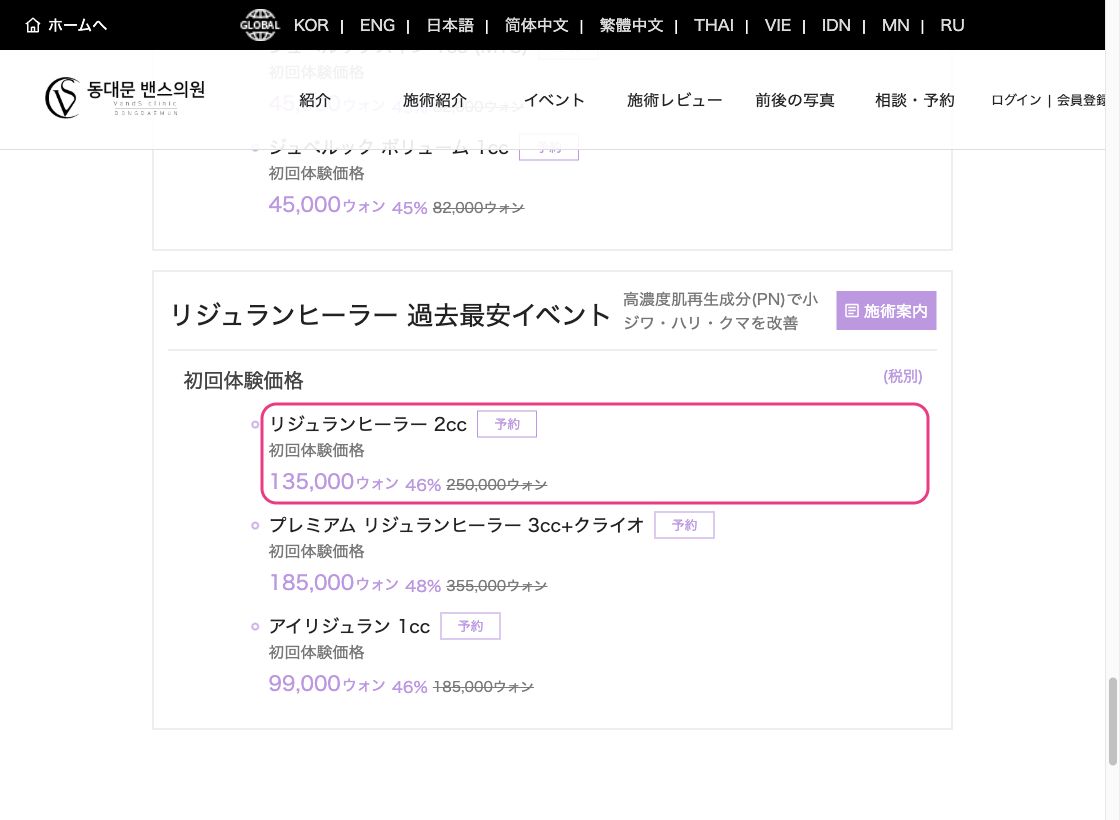 ホームへ
GLOBAL KOR | ENG | 日本語 | 简体中文 | 繁體中文 | THAI | VIE | IDN | MN | RU
동대문 밴스의원
VandS clinic
DONGDAEMUN
紹介 施術紹介 イベント 施術レビュー 前後の写真 相談・予約 ログイン | 会員登録
初回体験価格
ジュベルック ボリューム 1cc 予約
初回体験価格
45,000ウォン 45% 82,000ウォン
リジュランヒーラー 過去最安イベント
高濃度肌再生成分(PN)で小
ジワ・ハリ・クマを改善
施術案内
初回体験価格 (税別)
リジュランヒーラー 2cc 予約
初回体験価格
135,000ウォン 46% 250,000ウォン
プレミアム リジュランヒーラー 3cc+クライオ 予約
初回体験価格
185,000ウォン 48% 355,000ウォン
アイリジュラン 1cc 予約
初回体験価格
99,000ウォン 46% 185,000ウォン